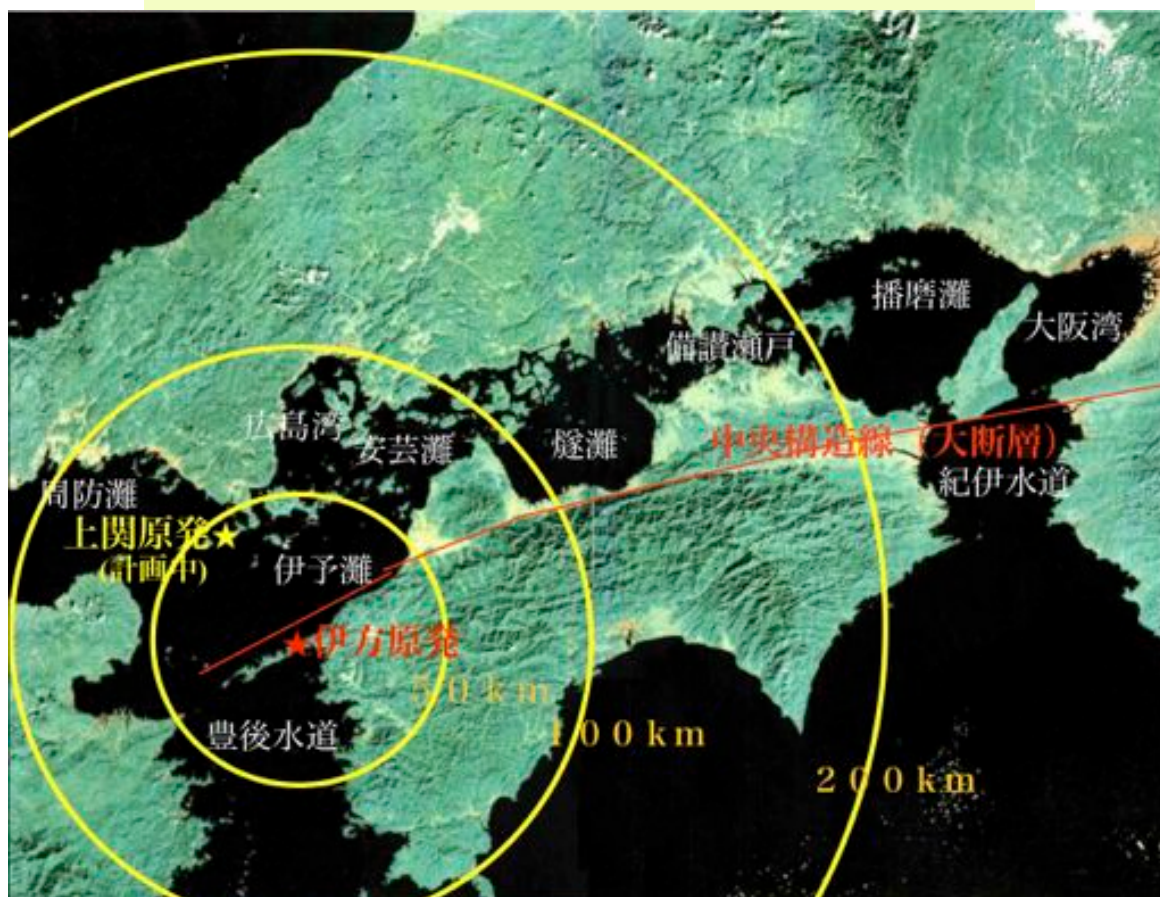 播磨灘
大阪湾
備讃瀬戸
広島湾
安芸灘
燧灘
中央構造線（大断層）
紀伊水道
周防灘
上関原発★
(計画中)
伊予灘
★伊方原発
50km
豊後水道
100km
200km